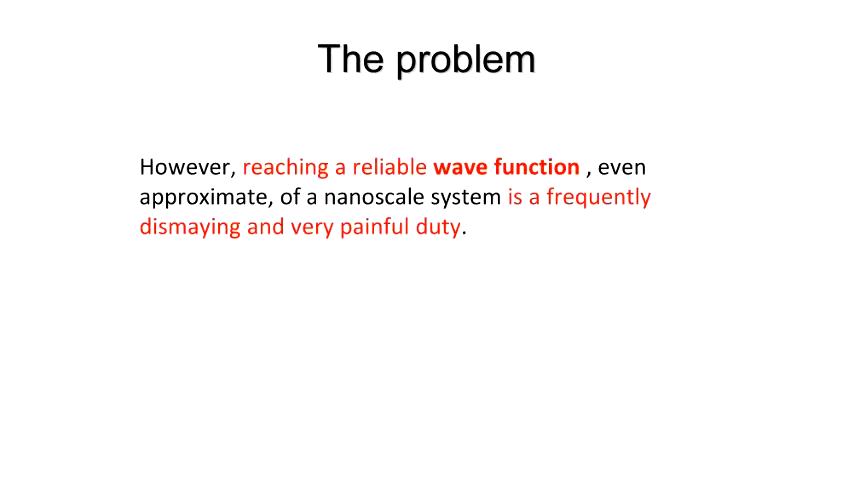 The problem
However, reaching a reliable wave function , even
approximate, of a nanoscale system is a frequently
dismaying and very painful duty.